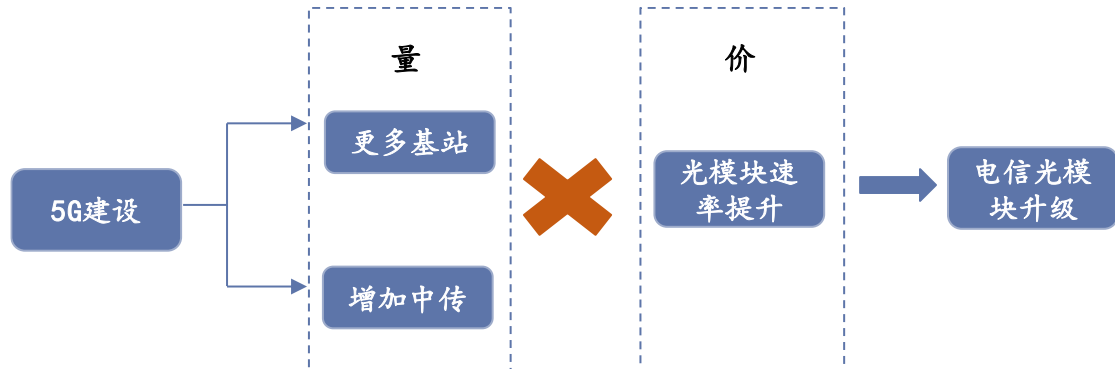 量
价
更多基站
5G建设
光模块速
率提升
电信光模
块升级
增加中传